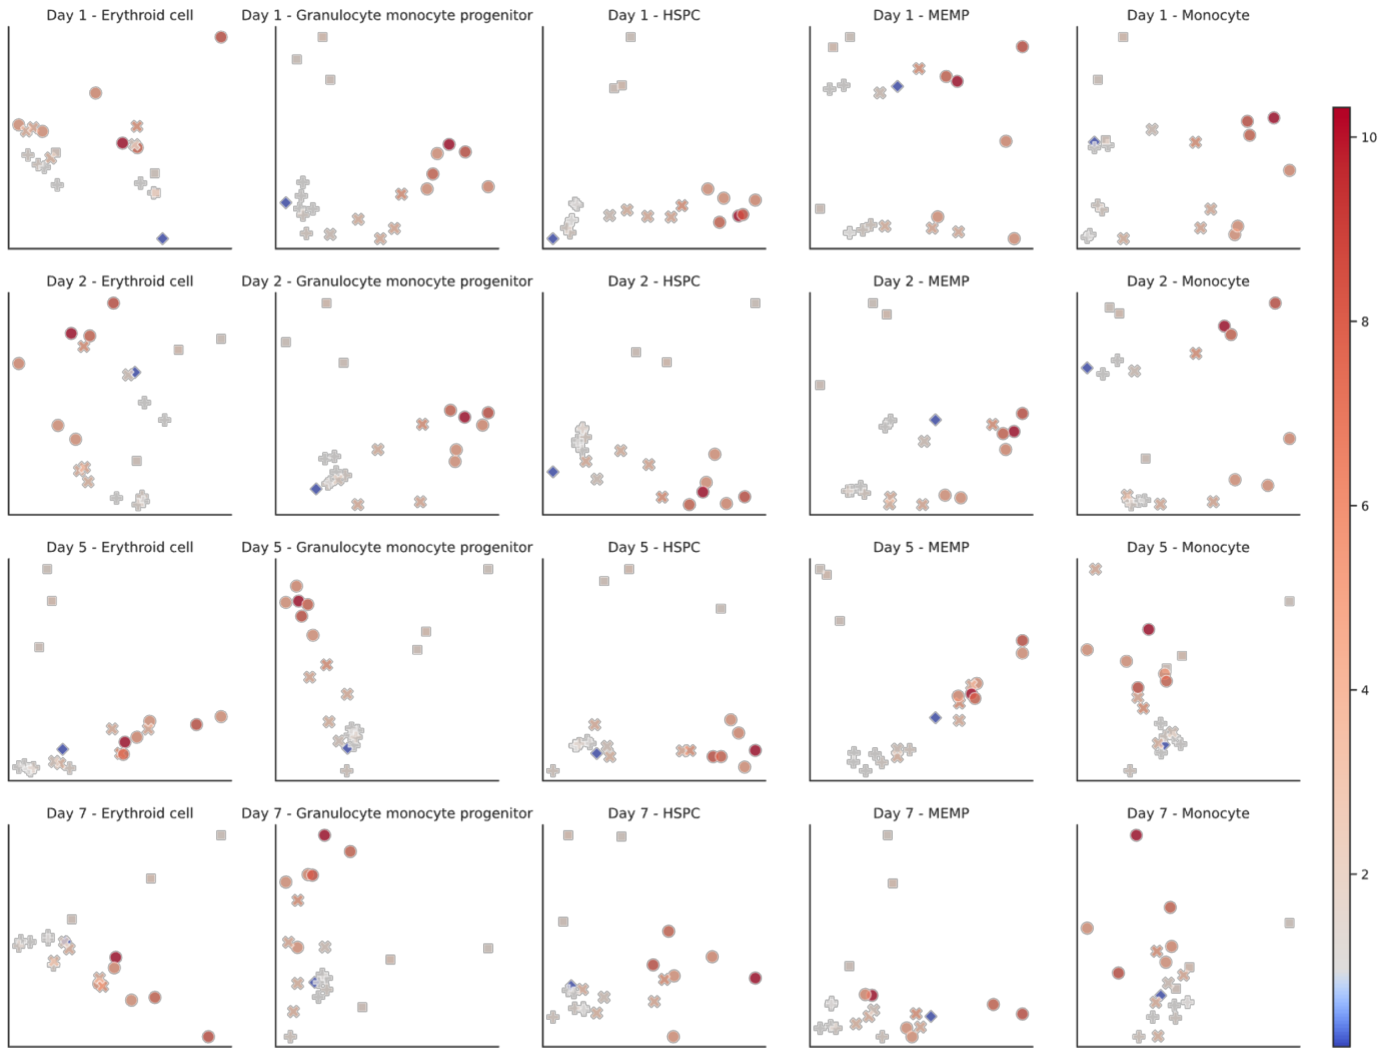 Day 1 - Erythroid cell
Day 1 - Granulocyte monocyte progenitor
Day 1 - HSPC
Day 1 - MEMP
Day 1 - Monocyte
Day 2 - Erythroid cell
Day 2 - Granulocyte monocyte progenitor
Day 2 - HSPC
Day 2 - MEMP
Day 2 - Monocyte
Day 5 - Erythroid cell
Day 5 - Granulocyte monocyte progenitor
Day 5 - HSPC
Day 5 - MEMP
Day 5 - Monocyte
Day 7 - Erythroid cell
Day 7 - Granulocyte monocyte progenitor
Day 7 - HSPC
Day 7 - MEMP
Day 7 - Monocyte
10
8
6
4
2